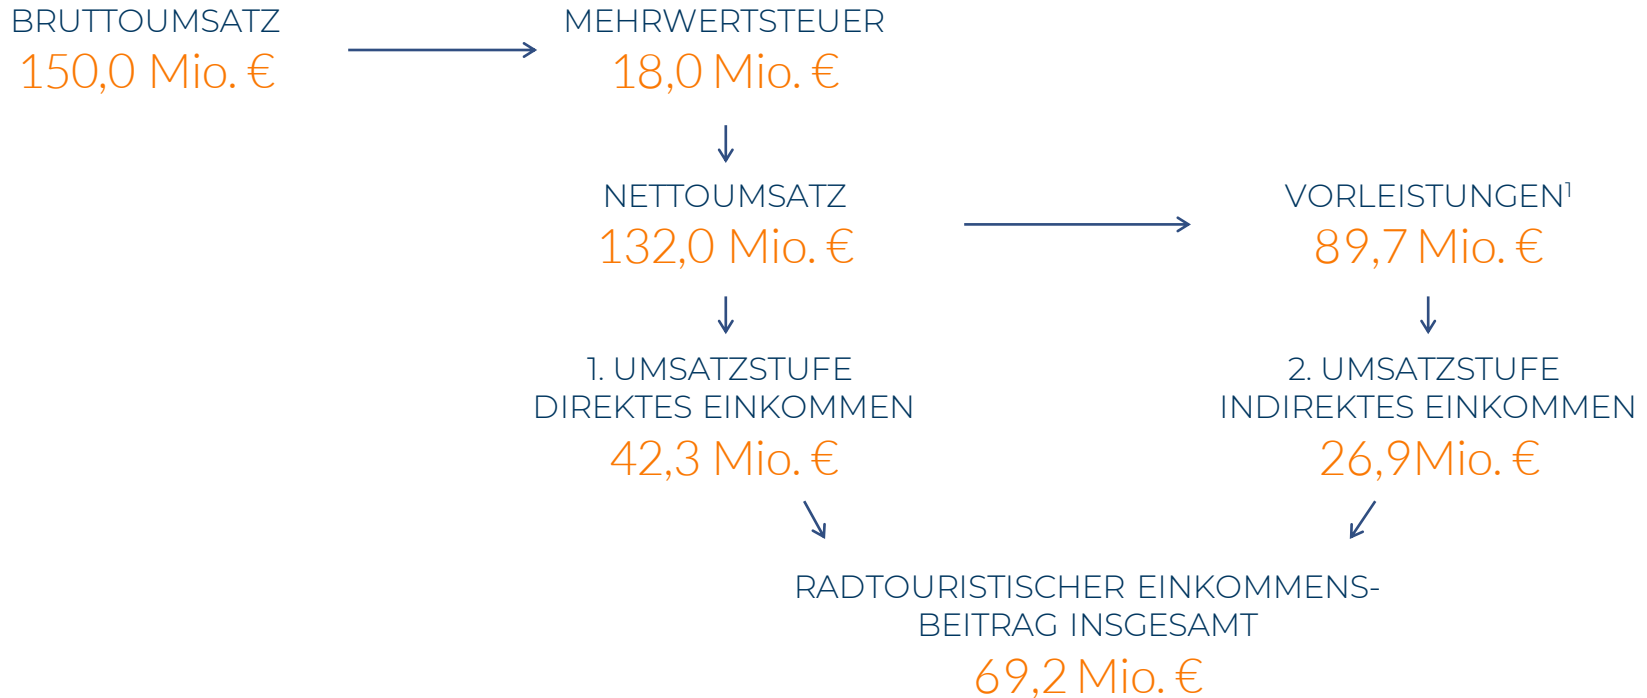 BRUTTOUMSATZ
150,0 Mio. €
MEHRWERTSTEUER
18,0 Mio. €
NETTOUMSATZ
132,0 Mio. €
VORLEISTUNGEN¹
89,7 Mio. €
1. UMSATZSTUFE
DIREKTES EINKOMMEN
42,3 Mio. €
2. UMSATZSTUFE
INDIREKTES EINKOMMEN
26,9Mio. €
RADTOURISTISCHER EINKOMMENS-
BEITRAG INSGESAMT
69,2 Mio. €